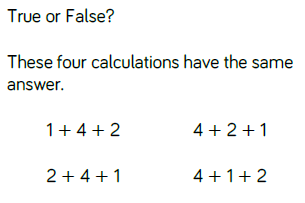 True or False?
These four calculations have the same
answer.
1 + 4 + 2 4 + 2 + 1
2 + 4 + 1 4 + 1 + 2